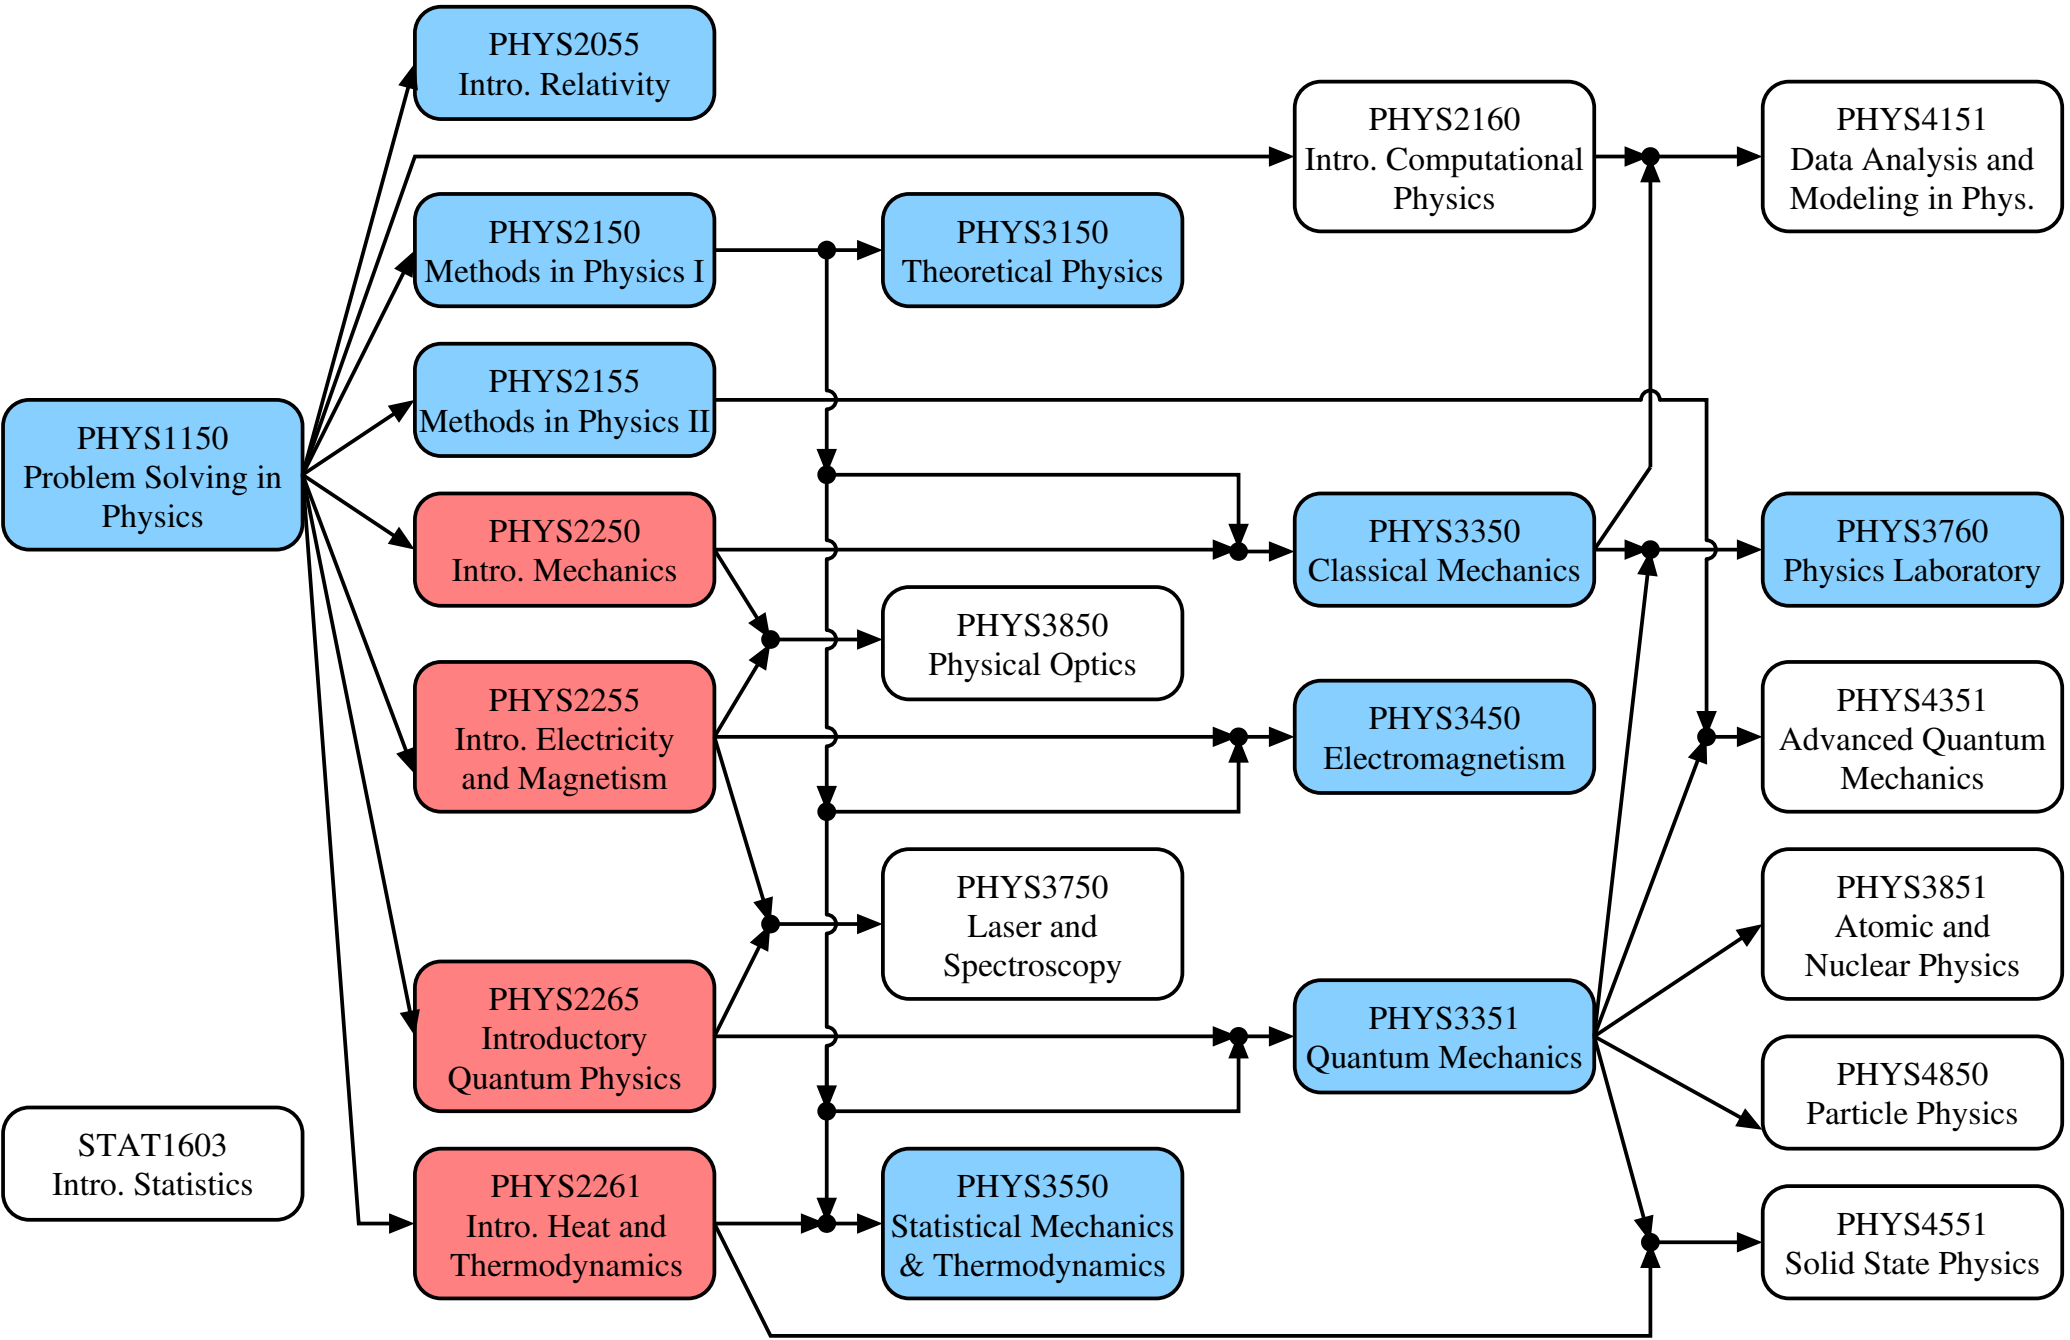 PHYS2055
Intro. Relativity
PHYS2160
Intro. Computational
Physics
PHYS4151
Data Analysis and
Modeling in Phys.
PHYS2150
Methods in Physics I
PHYS3150
Theoretical Physics
PHYS2155
Methods in Physics II
PHYS1150
Problem Solving in
Physics
PHYS2250
Intro. Mechanics
PHYS3350
Classical Mechanics
PHYS3760
Physics Laboratory
PHYS3850
Physical Optics
PHYS2255
Intro. Electricity
and Magnetism
PHYS3450
Electromagnetism
PHYS4351
Advanced Quantum
Mechanics
PHYS3750
Laser and
Spectroscopy
PHYS3851
Atomic and
Nuclear Physics
PHYS2265
Introductory
Quantum Physics
PHYS3351
Quantum Mechanics
PHYS4850
Particle Physics
STAT1603
Intro. Statistics
PHYS2261
Intro. Heat and
Thermodynamics
PHYS3550
Statistical Mechanics
& Thermodynamics
PHYS4551
Solid State Physics